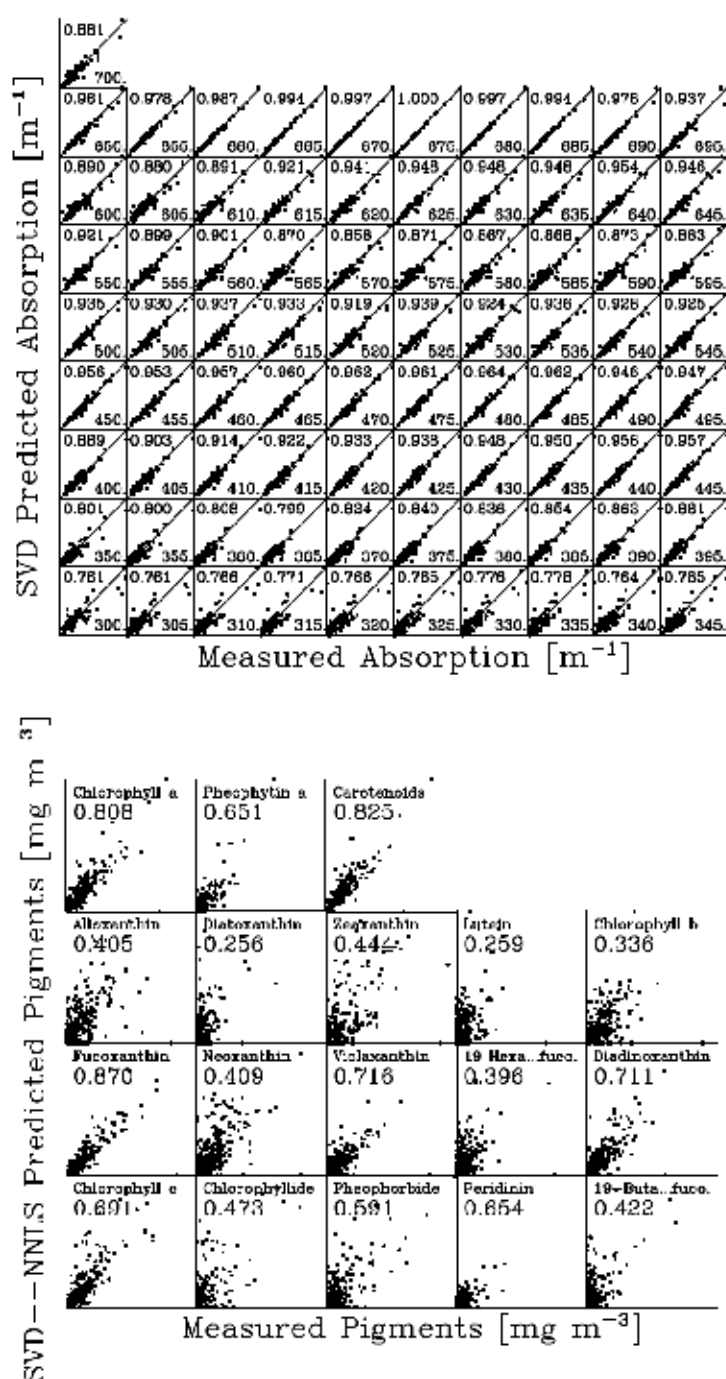 0.881
700.
0.961 0.978 0.987 0.994 0.997 1.000 0.997 0.994 0.976 0.937
650. 655. 660. 665. 670. 675. 680. 685. 690. 695.
0.890 0.880 0.891 0.921 0.941 0.948 0.948 0.948 0.954 0.946
600. 605. 610. 615. 620. 625. 630. 635. 640. 645.
0.921 0.899 0.901 0.870 0.858 0.871 0.867 0.868 0.873 0.883
550. 555. 560. 565. 570. 575. 580. 585. 590. 595.
0.935 0.930 0.937 0.933 0.919 0.939 0.924 0.936 0.926 0.925
500. 505. 510. 515. 520. 525. 530. 535. 540. 545.
0.956 0.953 0.957 0.960 0.962 0.961 0.964 0.962 0.946 0.947
450. 455. 460. 465. 470. 475. 480. 485. 490. 495.
0.889 0.903 0.914 0.922 0.933 0.938 0.948 0.950 0.956 0.957
400. 405. 410. 415. 420. 425. 430. 435. 440. 445.
0.801 0.800 0.808 0.799 0.824 0.840 0.836 0.854 0.863 0.881
350. 355. 370. 375. 380. 390. 395.
0.761 0.761 0.766 0.771 0.768 0.765 0.776 0.778 0.764 0.765
300. 305. 310. 315. 320. 325. 330. 335. 340. 345.
SVD Predicted Absorption [m⁻¹]
Measured Absorption [m⁻¹]
Chlorophyll a Pheophytin a Carotenoids
0.808 0.651 0.825
Alloxanthin Diatoxanthin Zeaxanthin Lutein Chlorophyll b
0.405 0.256 0.444 0.259 0.336
Fucoxanthin Neoxanthin Violaxanthin 19 Hexa...fuco. Diadinoxanthin
0.870 0.409 0.716 0.396 0.711
Chlorophyll c Chlorophyllide Pheophorbide Peridinin 19-Buta...fuco.
0.691 0.473 0.591 0.654 0.422
SVD--NNLS Predicted Pigments [mg m ³]
Measured Pigments [mg m⁻³]